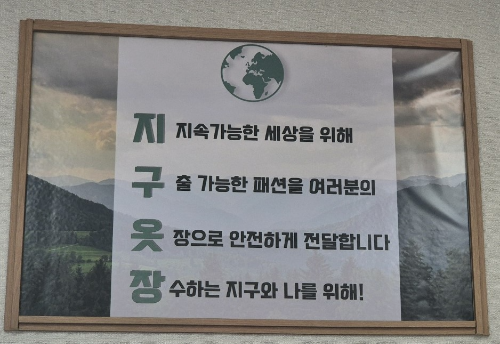 지 지속가능한 세상을 위해
구 출 가능한 패션을 여러분의
옷 장으로 안전하게 전달합니다
장 수하는 지구와 나를 위해!